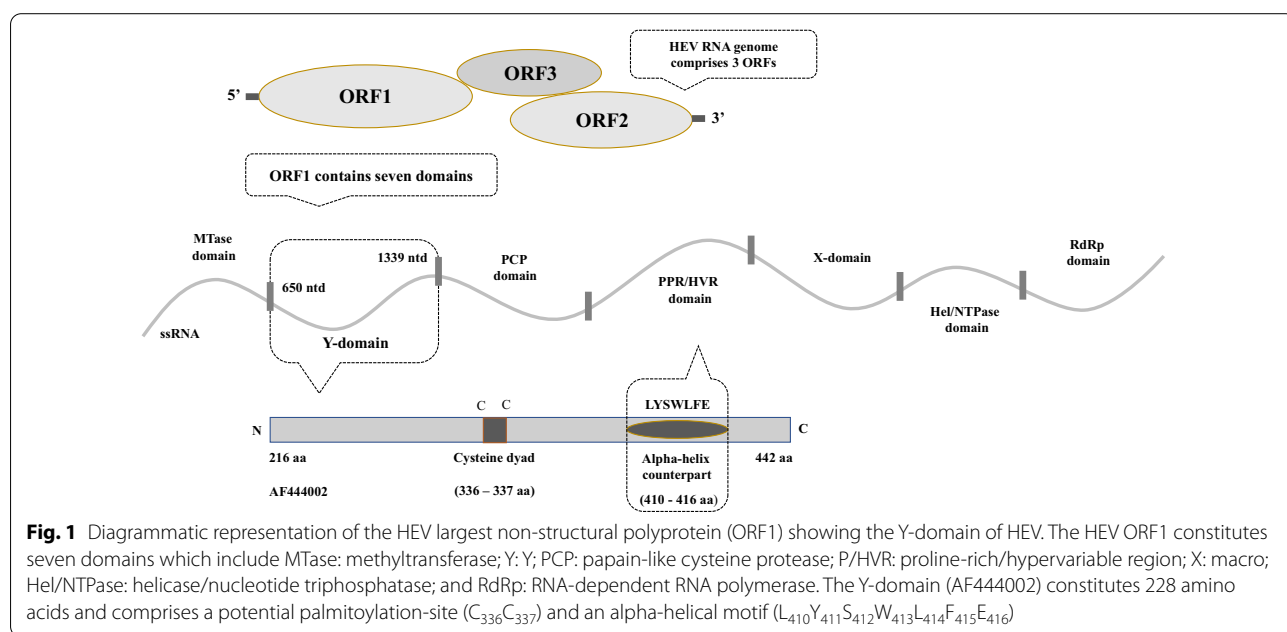 HEV RNA genome
comprises 3 ORFs
ORF3
5’
ORF1
ORF2
3’
ORF1 contains seven domains
MTase
domain
1339 ntd
PCP
domain
RdRp
domain
X-domain
650 ntd
PPR/HVR
domain
ssRNA
Y-domain
Hel/NTPase
domain
C C
LYSWLFE
N
C
216 aa
Cysteine dyad
Alpha-helix
counterpart
442 aa
AF444002
(336 – 337 aa)
(410 - 416 aa)
Fig. 1 Diagrammatic representation of the HEV largest non-structural polyprotein (ORF1) showing the Y-domain of HEV. The HEV ORF1 constitutes
seven domains which include MTase: methyltransferase; Y: Y; PCP: papain-like cysteine protease; P/HVR: proline-rich/hypervariable region; X: macro;
Hel/NTPase: helicase/nucleotide triphosphatase; and RdRp: RNA-dependent RNA polymerase. The Y-domain (AF444002) constitutes 228 amino
acids and comprises a potential palmitoylation-site (C336C337) and an alpha-helical motif (L410Y411S412W413L414F415E416)